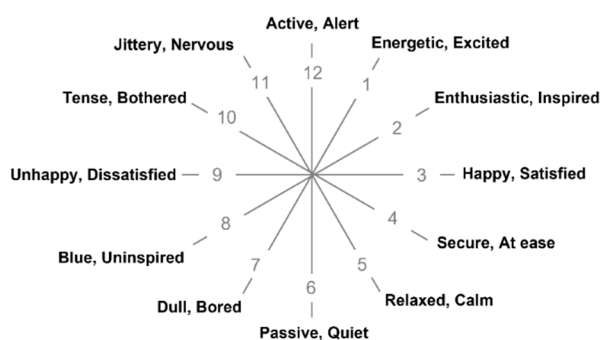 Active, Alert
Jittery, Nervous
Energetic, Excited
12
11
1
Tense, Bothered
Enthusiastic, Inspired
10
2
Unhappy, Dissatisfied
9
3
Happy, Satisfied
8
4
Blue, Uninspired
Secure, At ease
7
5
6
Dull, Bored
Relaxed, Calm
Passive, Quiet